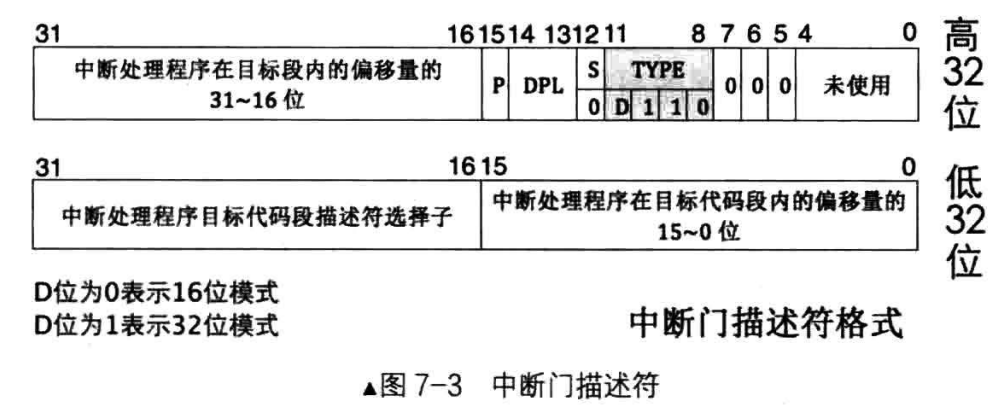 31 16 15 14 13 12 11 8 7 6 5 4 0
中断处理程序在目标段内的偏移量的
31~16 位
P
DPL
S
TYPE
0 D 1 1 0
0 0 0
未使用
高
32
位
31 16 15 0
中断处理程序目标代码段描述符选择子
中断处理程序在目标代码段内的偏移量的
15~0 位
低
32
位
D位为0表示16位模式
D位为1表示32位模式
中断门描述符格式
▲图 7-3 中断门描述符